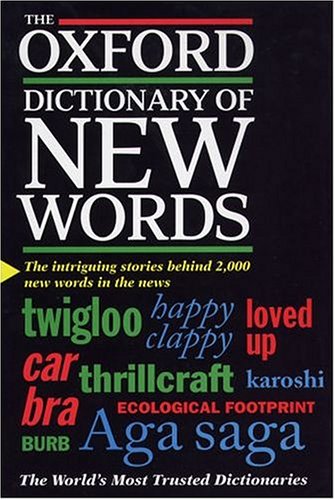 THE
OXFORD
DICTIONARY OF
NEW
WORDS
The intriguing stories behind 2,000
new words in the news
twigloo
happy
clappy
loved
up
car
bra
thrillcraft
karoshi
ECOLOGICAL FOOTPRINT
BURB
Aga saga
The World's Most Trusted Dictionaries